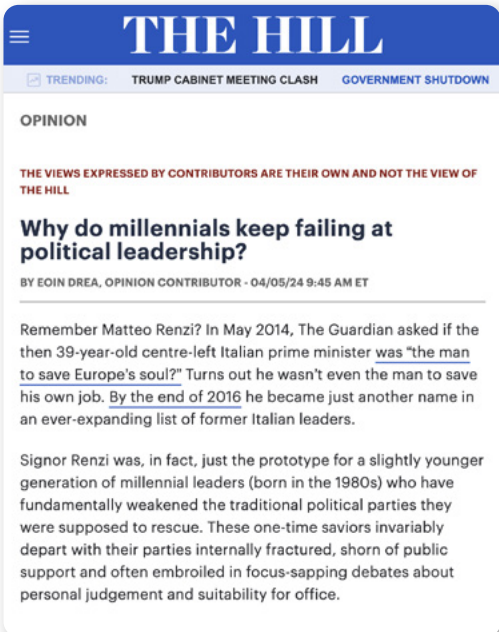 THE HILL
TRENDING: TRUMP CABINET MEETING CLASH GOVERNMENT SHUTDOWN
OPINION
THE VIEWS EXPRESSED BY CONTRIBUTORS ARE THEIR OWN AND NOT THE VIEW OF
THE HILL
Why do millennials keep failing at
political leadership?
BY EOIN DREA, OPINION CONTRIBUTOR - 04/05/24 9:45 AM ET
Remember Matteo Renzi? In May 2014, The Guardian asked if the
then 39-year-old centre-left Italian prime minister was “the man
to save Europe’s soul?” Turns out he wasn’t even the man to save
his own job. By the end of 2016 he became just another name in
an ever-expanding list of former Italian leaders.
Signor Renzi was, in fact, just the prototype for a slightly younger
generation of millennial leaders (born in the 1980s) who have
fundamentally weakened the traditional political parties they
were supposed to rescue. These one-time saviors invariably
depart with their parties internally fractured, shorn of public
support and often embroiled in focus-sapping debates about
personal judgement and suitability for office.